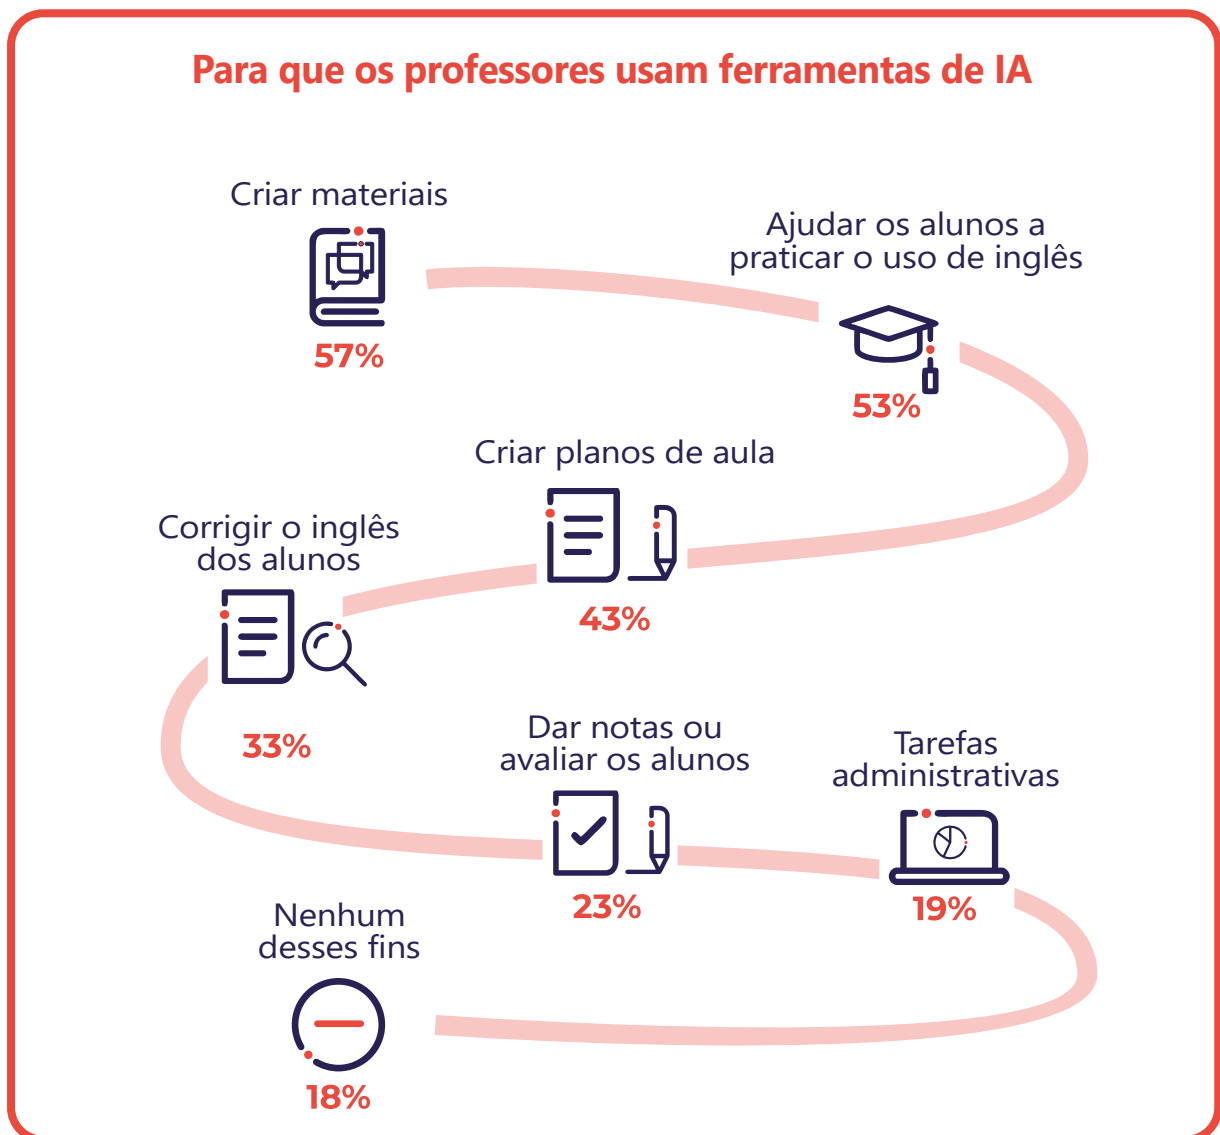 Para que os professores usam ferramentas de IA
Criar materiais
57%
Ajudar os alunos a
praticar o uso de inglês
53%
Criar planos de aula
43%
Corrigir o inglês
dos alunos
33%
Dar notas ou
avaliar os alunos
23%
Tarefas
administrativas
19%
Nenhum
desses fins
18%